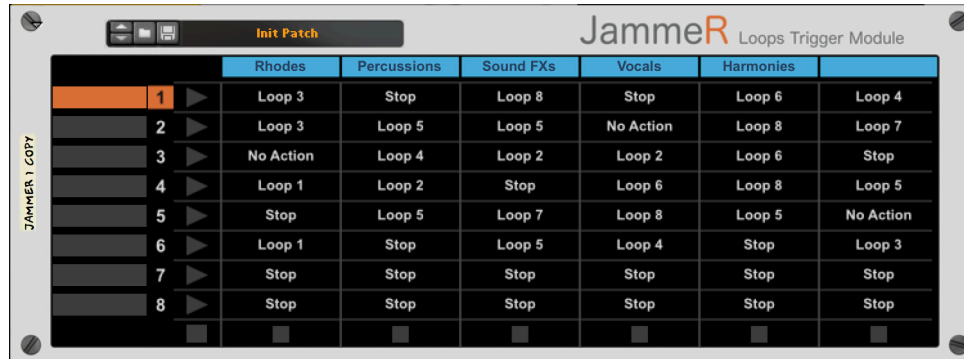 Init Patch
JammeR Loops Trigger Module
Rhodes Percussions Sound FXs Vocals Harmonies
1 Loop 3 Stop Loop 8 Stop Loop 6 Loop 4
2 Loop 3 Loop 5 Loop 5 No Action Loop 8 Loop 7
3 No Action Loop 4 Loop 2 Loop 2 Loop 6 Stop
4 Loop 1 Loop 2 Stop Loop 6 Loop 8 Loop 5
5 Stop Loop 5 Loop 7 Loop 8 Loop 5 No Action
6 Loop 1 Stop Loop 5 Loop 4 Stop Loop 3
7 Stop Stop Stop Stop Stop Stop
8 Stop Stop Stop Stop Stop Stop
JAMMER 1 COPY